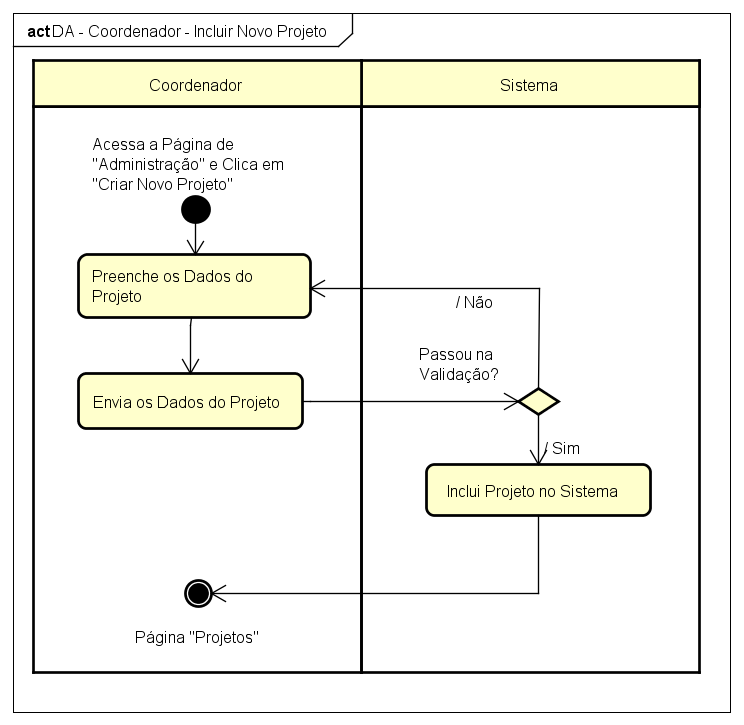 act DA - Coordenador - Incluir Novo Projeto
Coordenador
Sistema
Acessa a Página de
"Administração" e Clica em
"Criar Novo Projeto"
Preenche os Dados do
Projeto
/ Não
Passou na
Validação?
Envia os Dados do Projeto
/ Sim
Inclui Projeto no Sistema
Página "Projetos"